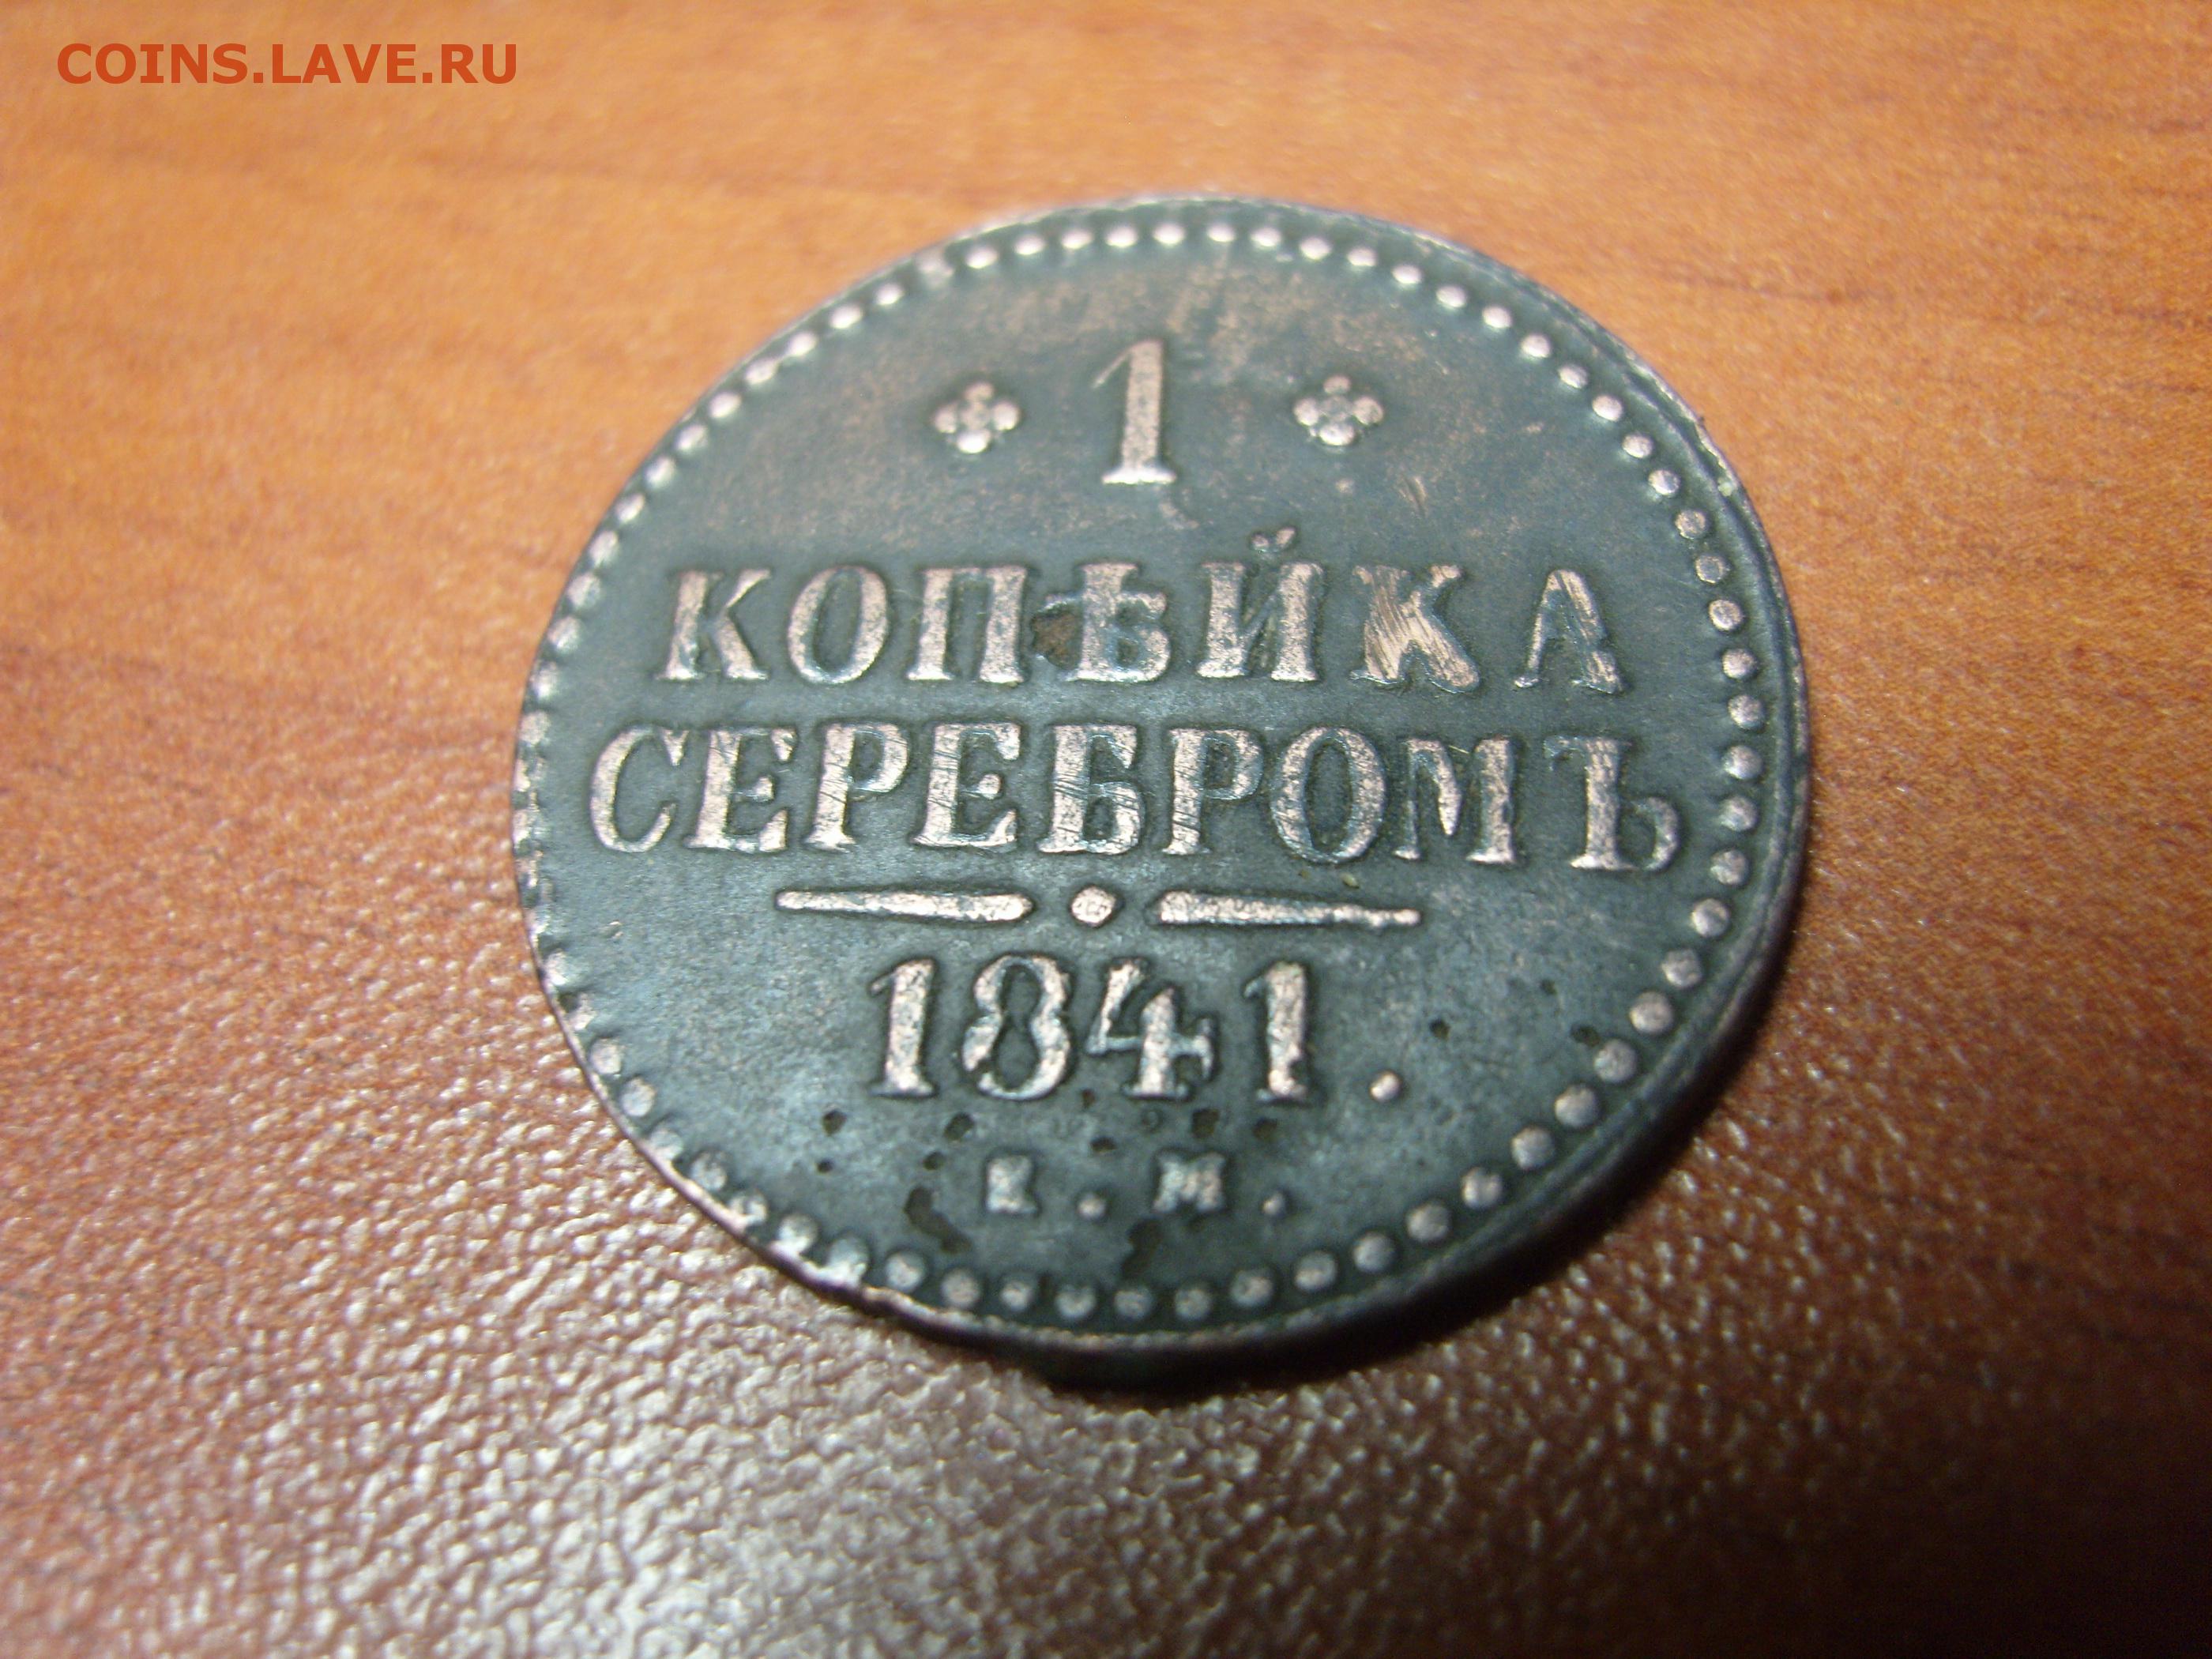 COINS.LAVE.RU
1
КОПѢЙКА
СЕРЕБРОМЪ
1841.
Е.М.